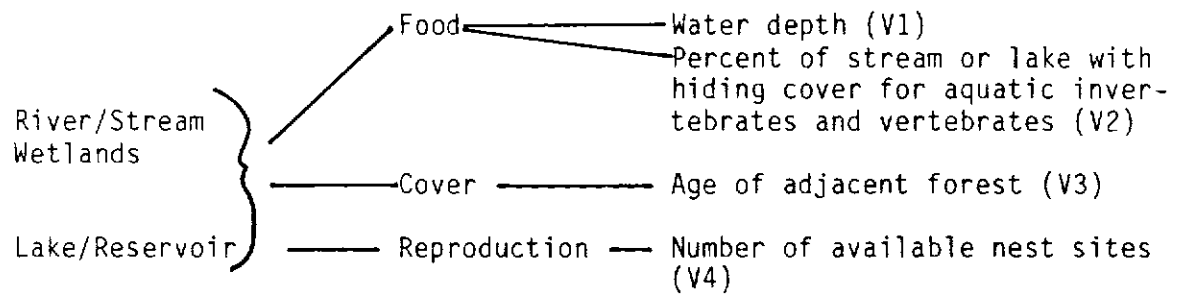 Food
Water depth (V1)
Percent of stream or lake with
hiding cover for aquatic inver-
tebrates and vertebrates (V2)
River/Stream
Wetlands
Cover
Age of adjacent forest (V3)
Lake/Reservoir
Reproduction
Number of available nest sites
(V4)